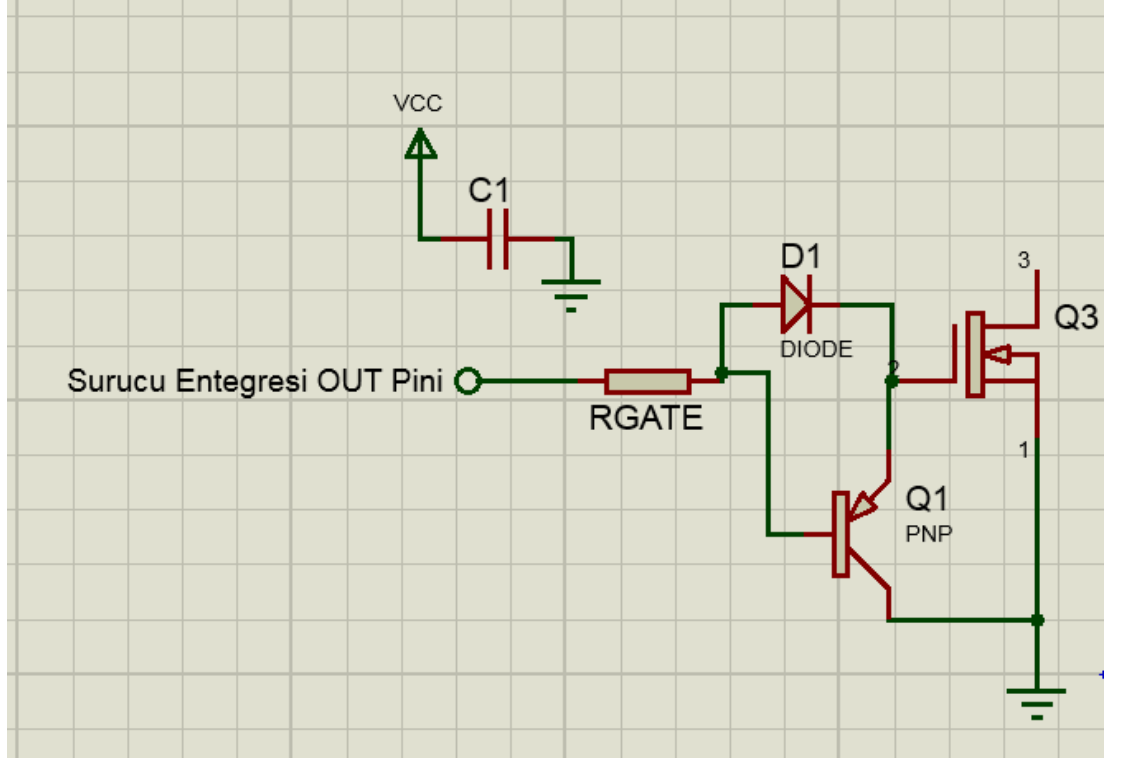 VCC
C1
D1
3
Q3
DIODE
2
Surucu Entegresi OUT Pini
RGATE
1
Q1
PNP